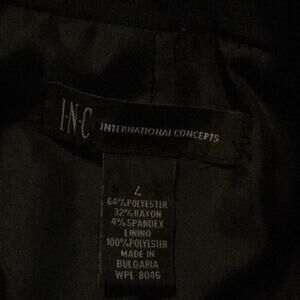 I·N·C INTERNATIONAL CONCEPTS
4
64%POLYESTER
32%RAYON
4%SPANDEX
LINING
100%POLYESTER
MADE IN
BULGARIA
WPL 8046